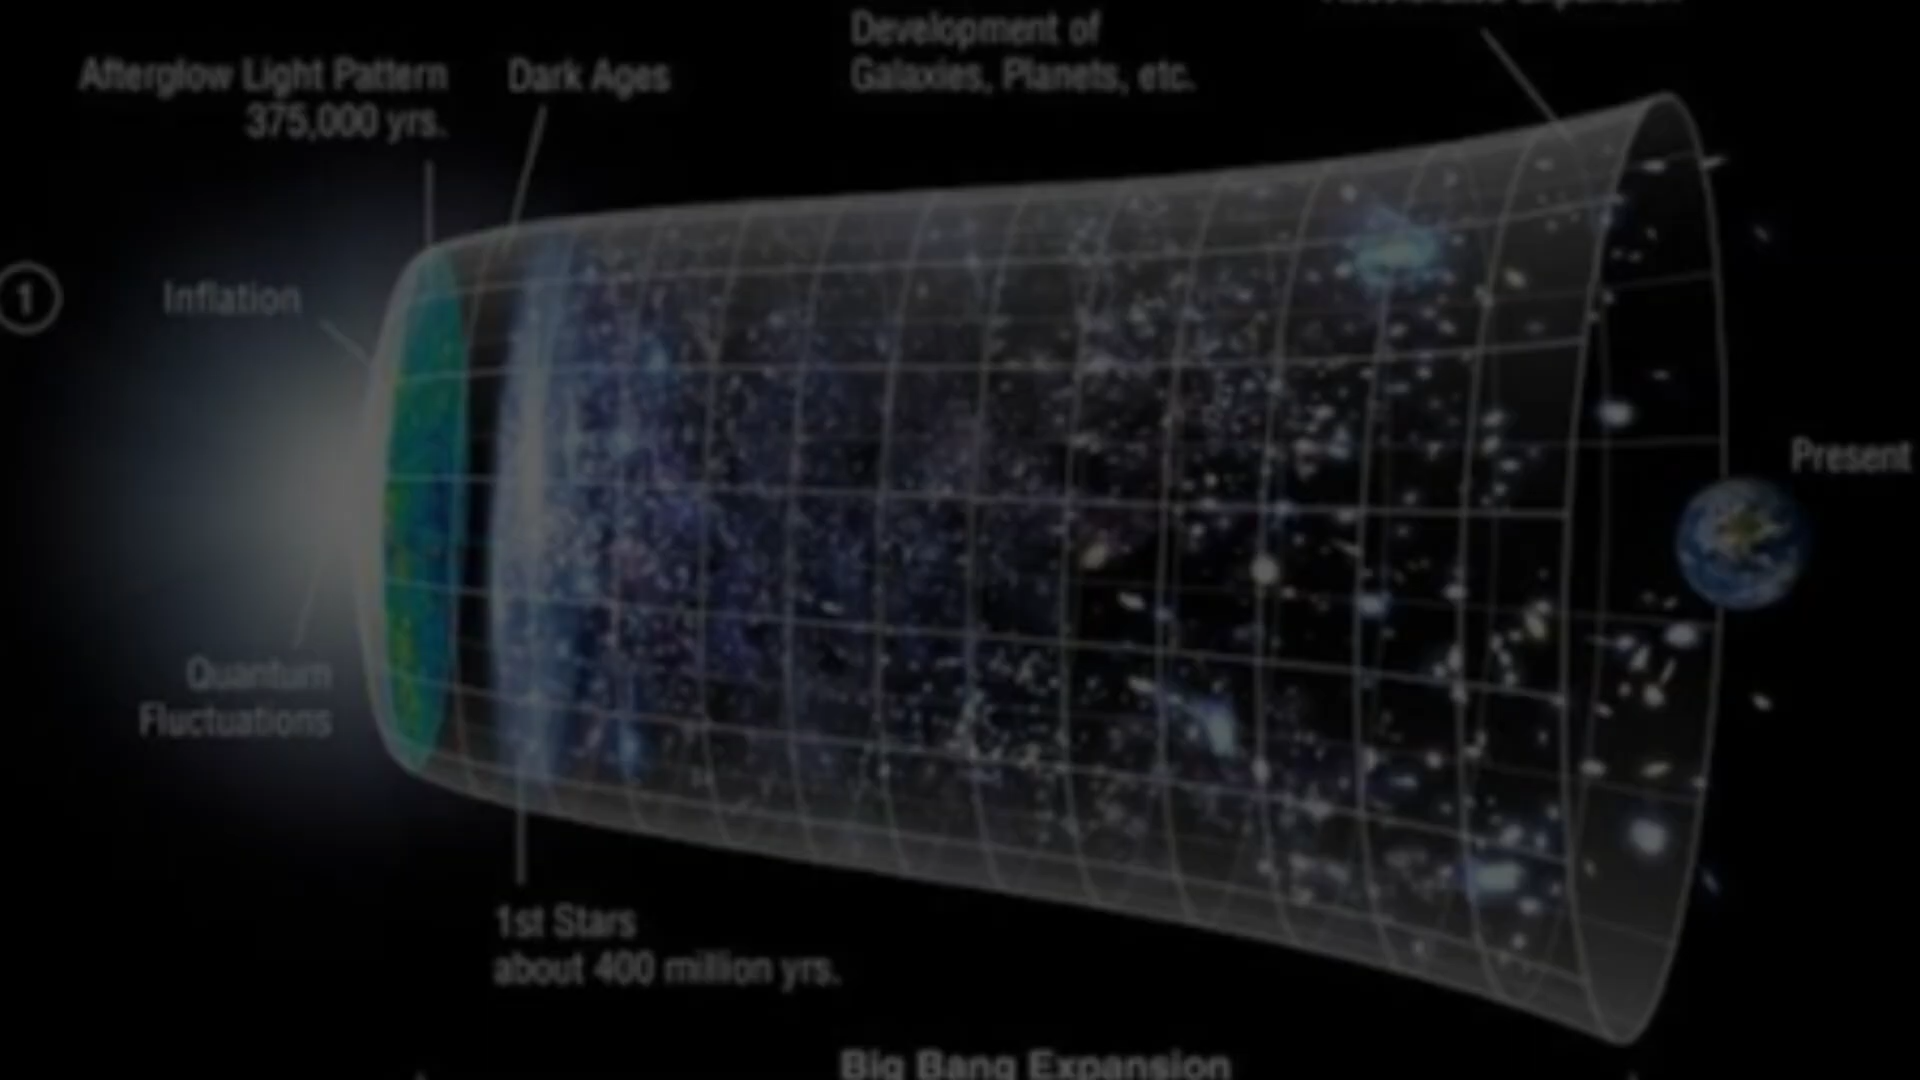 Development of
Galaxies, Planets, etc.
Afterglow Light Pattern
375,000 yrs.
Dark Ages
1
Inflation
Present
Quantum
Fluctuations
1st Stars
about 400 million yrs.
Big Bang Expansion